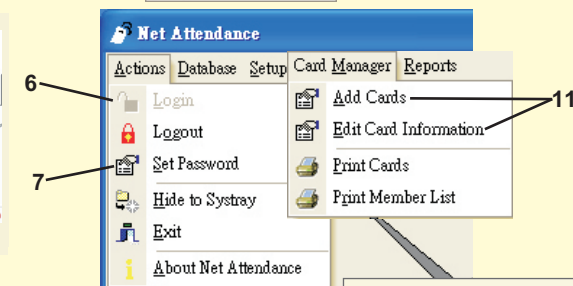 Net Attendance
Actions Database Setup Card Manager Reports
6
Login
Logout
7
Set Password
Hide to Systray
Exit
About Net Attendance
Add Cards
11
Edit Card Information
Print Cards
Print Member List